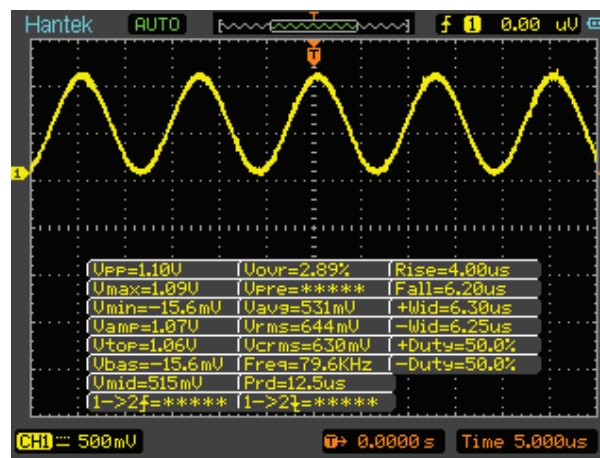 Hantek AUTO T 1 0.00 uV
T
1
Vpp=1.10V Vovr=2.89% Rise=4.00us
Vmax=1.09V Vpre=***** Fall=6.20us
Vmin=-15.6mV Vavg=531mV +Wid=6.30us
Vamp=1.07V Vrms=644mV -Wid=6.25us
Vtop=1.06V Vcrms=630mV +Duty=50.0%
Vbas=-15.6mV Freq=79.6KHz -Duty=50.0%
Vmid=515mV Prd=12.5us
1->2=***** 1->2=*****
CH1 500mV T→ 0.0000 s Time 5.000us